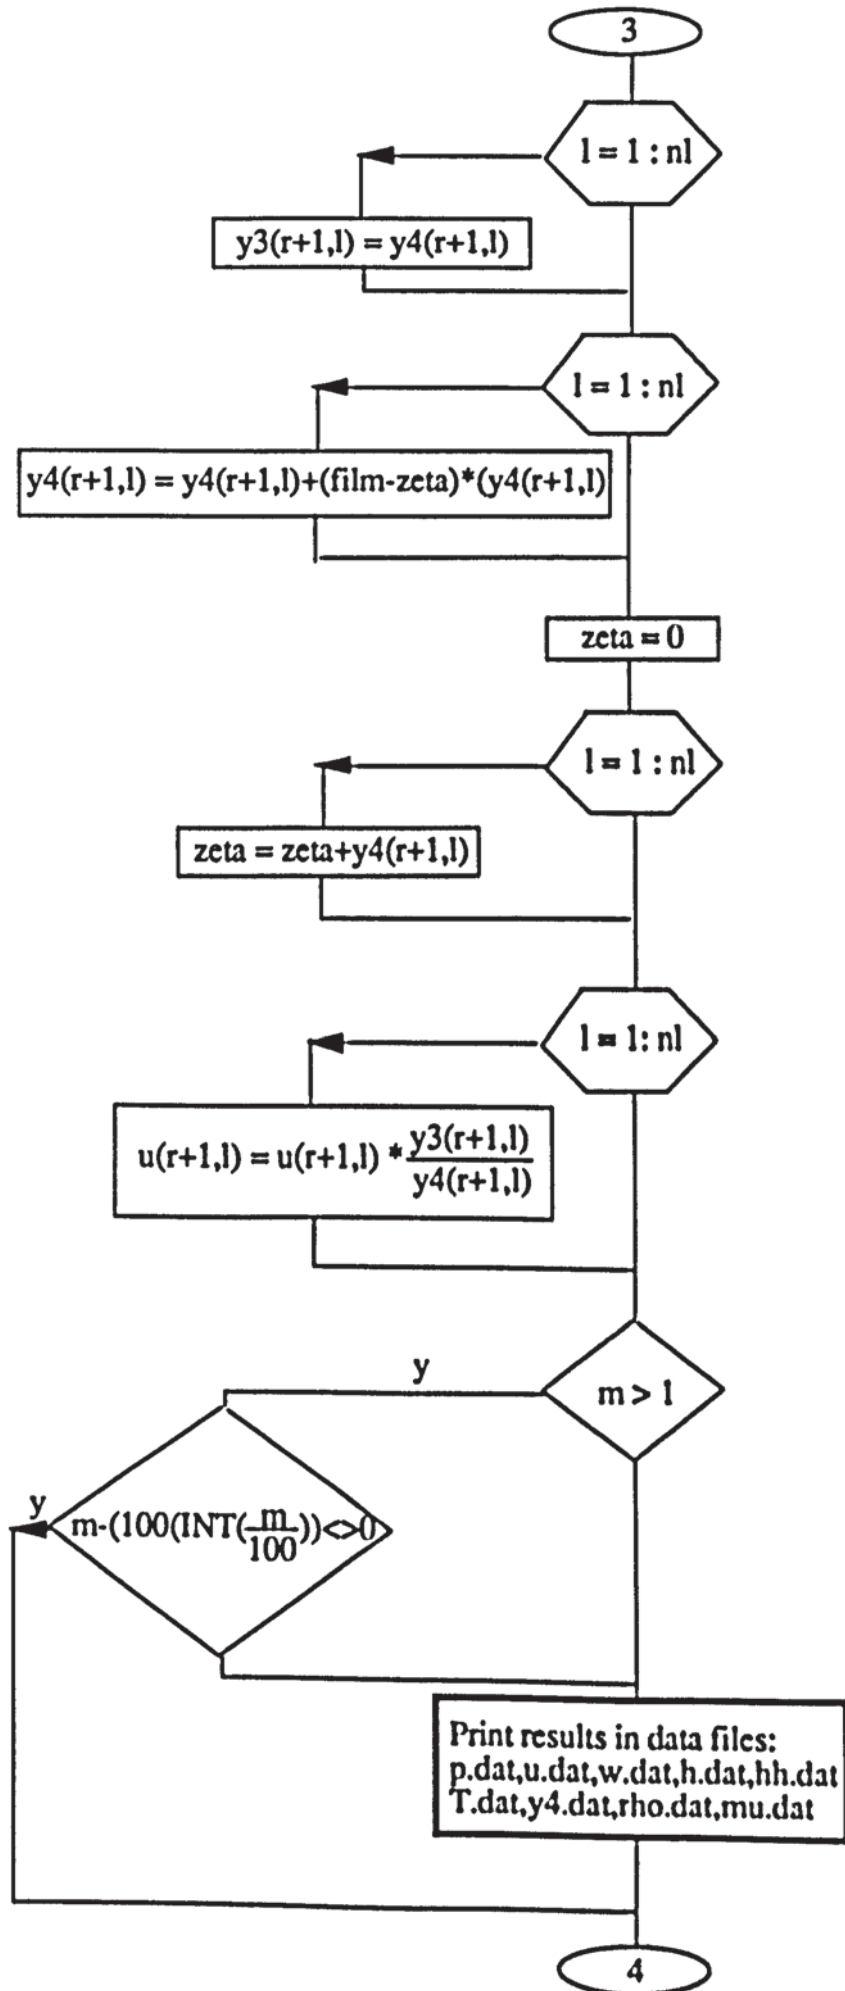 3
l = 1 : nl
y3(r+1,l) = y4(r+1,l)
l = 1 : nl
y4(r+1,l) = y4(r+1,l)+(film-zeta)*(y4(r+1,l)
zeta = 0
l = 1 : nl
zeta = zeta+y4(r+1,l)
l = 1: nl
u(r+1,l) = u(r+1,l) * y3(r+1,l)
y4(r+1,l)
y
m > 1
y
m-(100(INT(m/100))<>0
Print results in data files:
p.dat,u.dat,w.dat,h.dat,hh.dat
T.dat,y4.dat,rho.dat,mu.dat
4